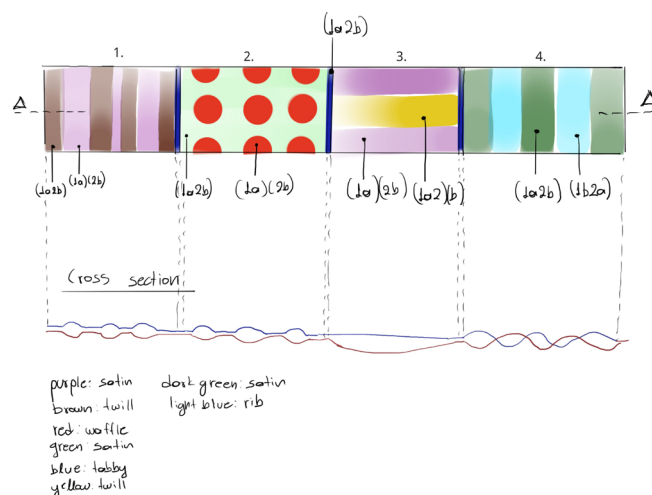 (1a2b)
1. 2. 3. 4.
A A
(1a2b) (1a)(2b) (1a2b) (1a)(2b) (1a)(2b) (1a2)(b) (1a2b) (1b2a)
Cross section
purple: satin dark green: satin
brown: twill light blue: rib
red: waffle
green: satin
blue: tabby
yellow: twill